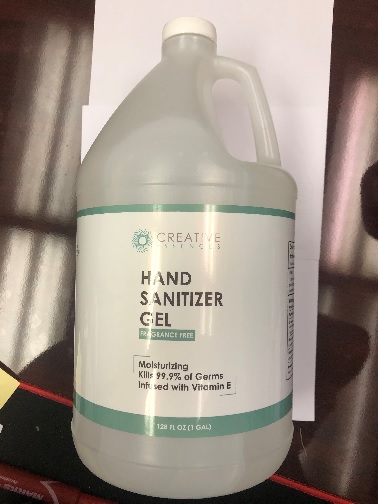 CREATIVE
ESSENCES
HAND
SANITIZER
GEL
FRAGRANCE FREE
Moisturizing
Kills 99.9% of Germs
Infused with Vitamin E
128 FL OZ (1 GAL)